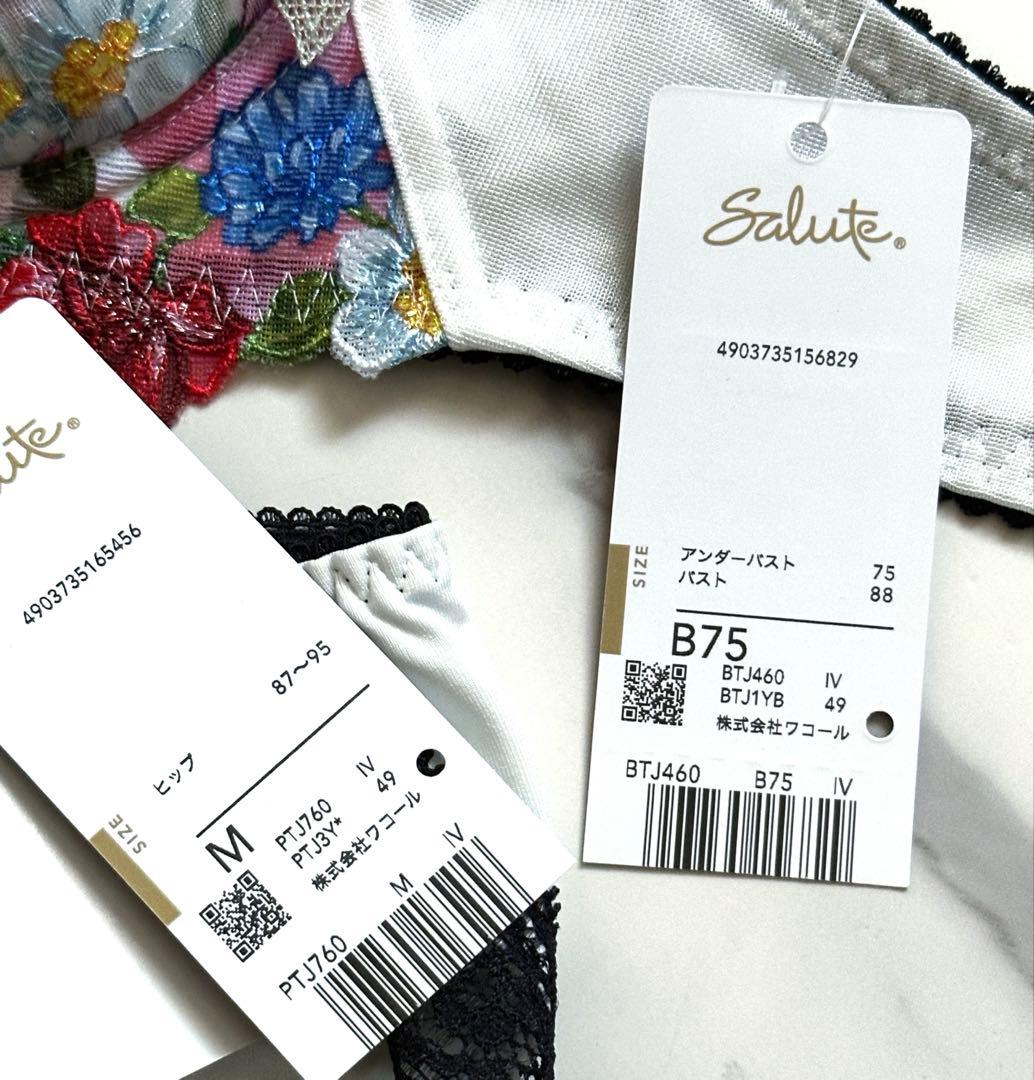 Salute®
4903735156829
SIZE
アンダーバスト 75
バスト 88
B75
BTJ460 IV
BTJ1YB 49
株式会社ワコール
BTJ460 B75 IV
ute®
4903735165456
SIZE
ヒップ 87〜95
M
PTJ760 IV
PTJ3Y* 49
株式会社ワコール
PTJ760 M IV